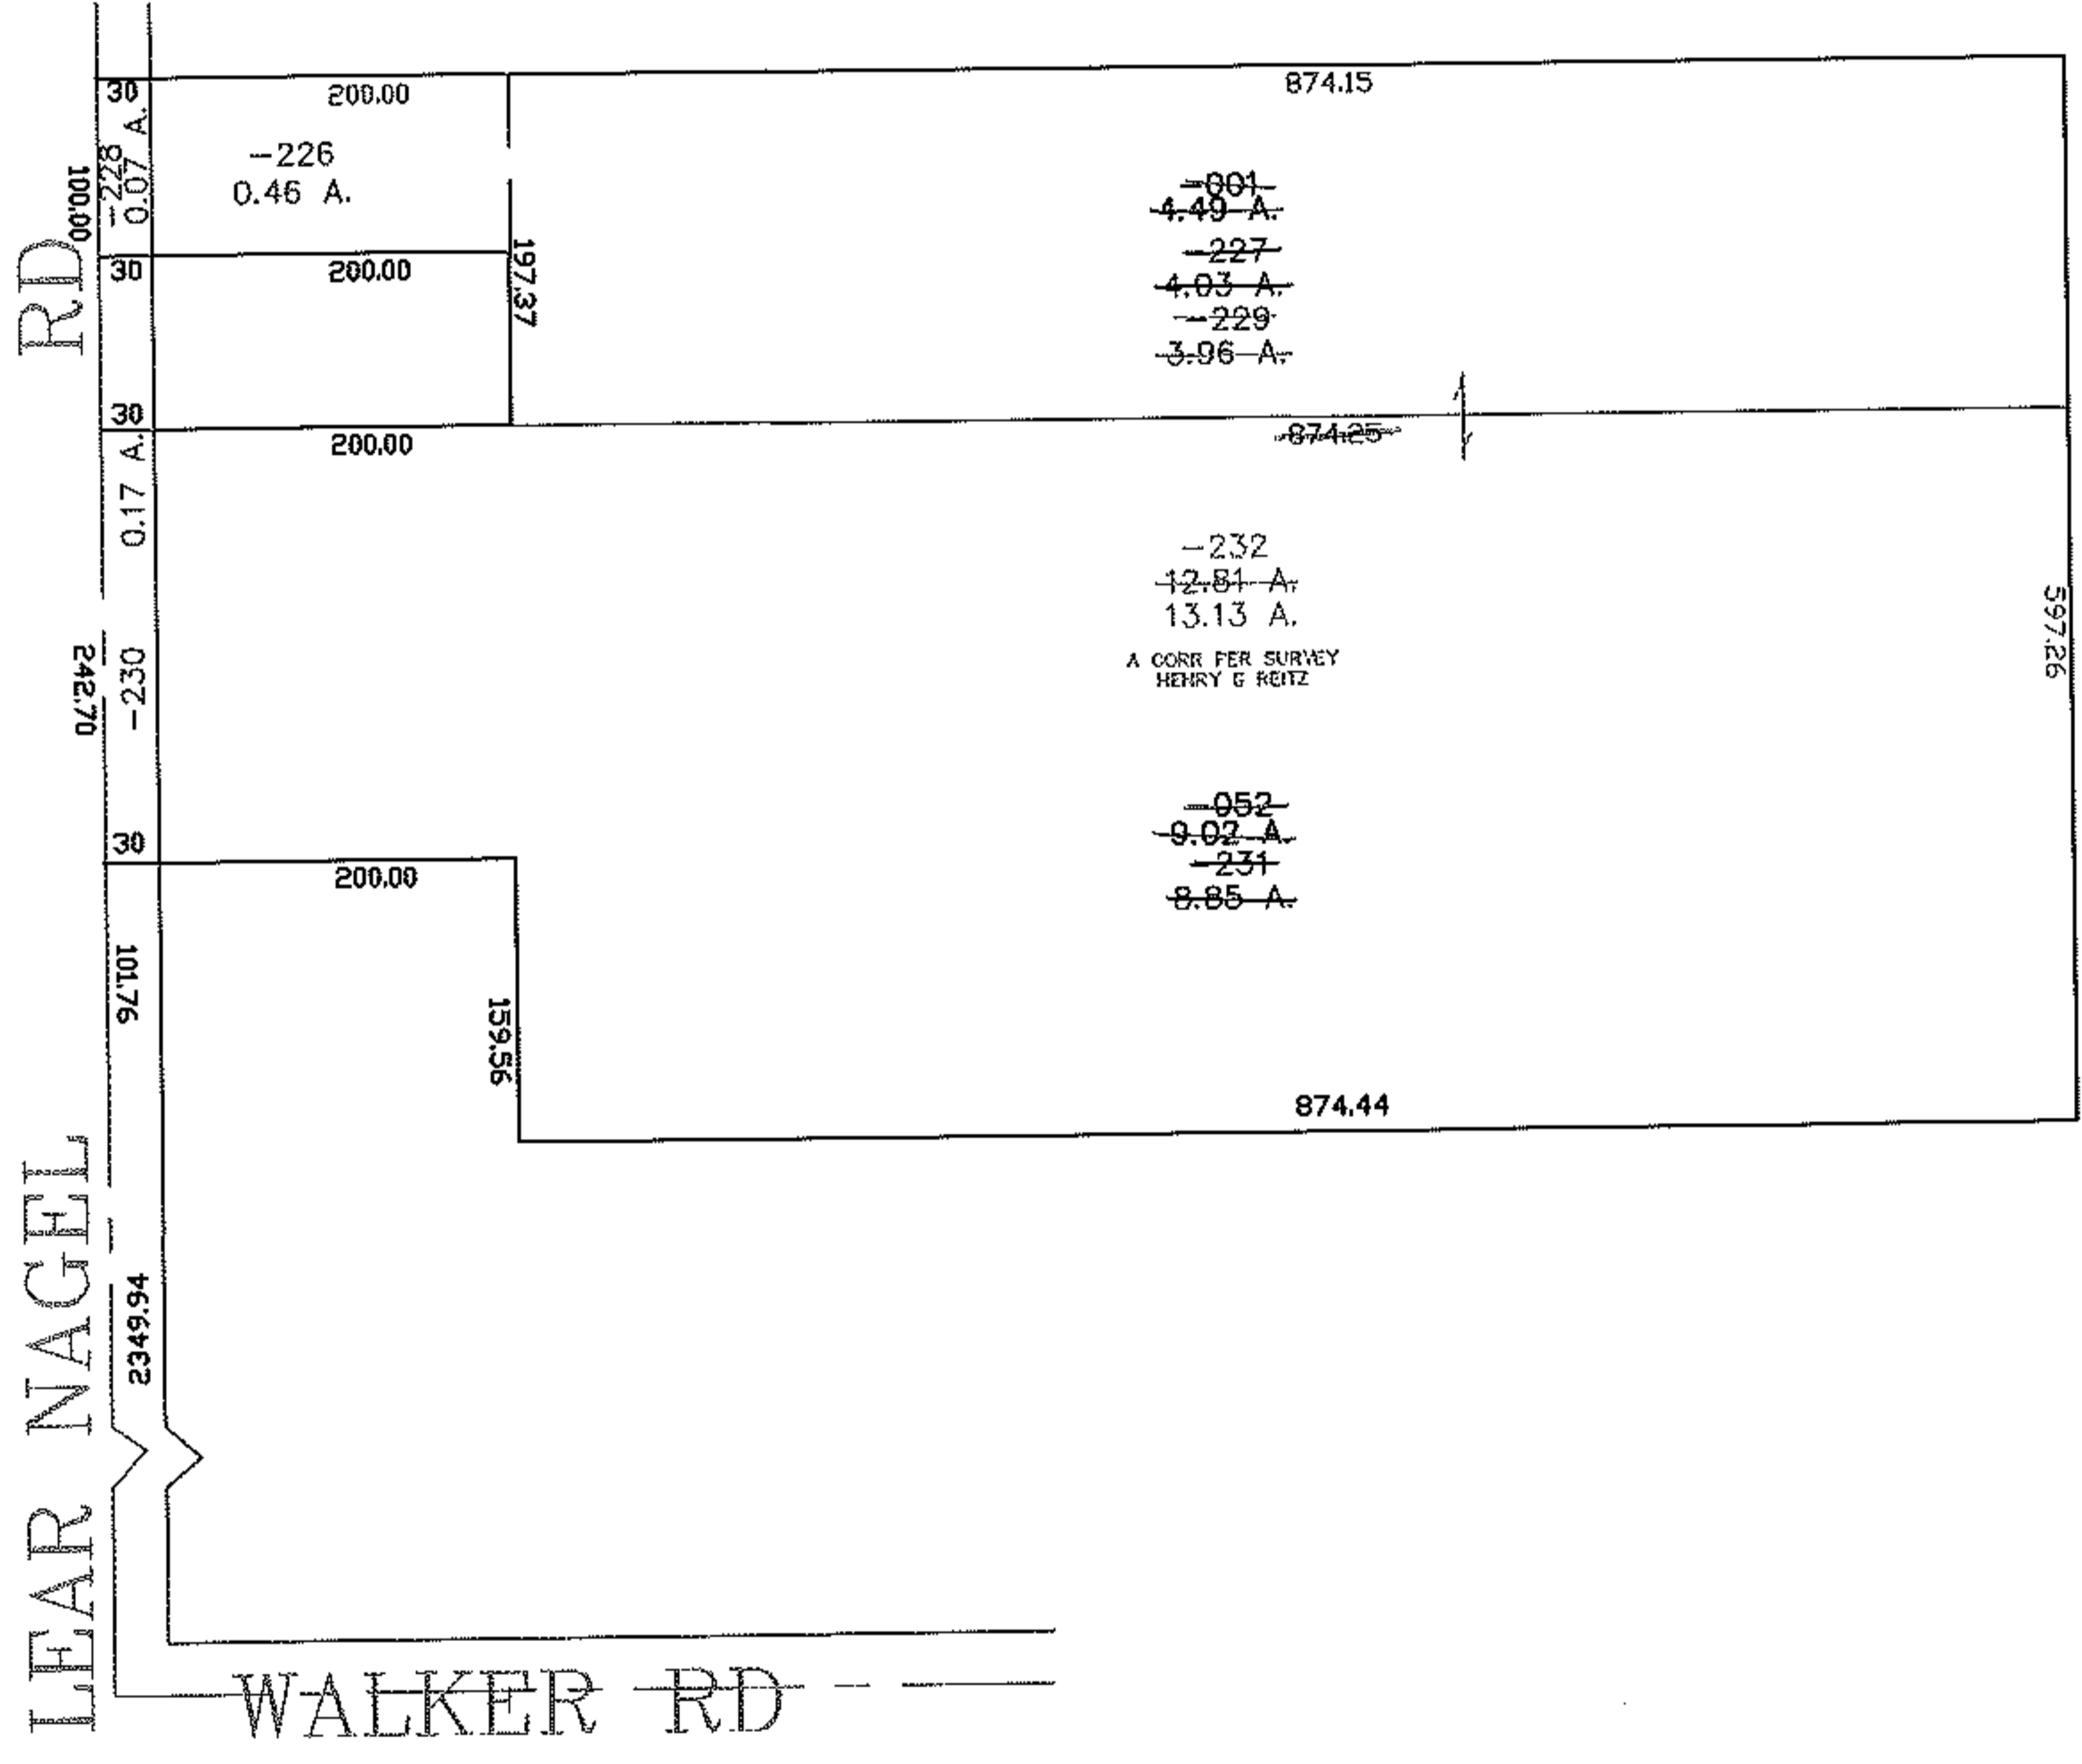 874.15
30
200.00
-228
0.07 A.
100.00
-226
0.46 A.
-001
4.49 A.
-227
4.03 A.
-229
3.96 A.
197.37
30
200.00
RD
30
200.00
874.25
0.17 A.
-230
242.70
-232
12.81 A.
13.13 A.
A CORR PER SURVEY
HENRY G REITZ
597.26
-052
9.02 A.
-231
8.85 A.
30
200.00
101.76
159.56
874.44
LEAR NAGEL
2349.94
WALKER RD